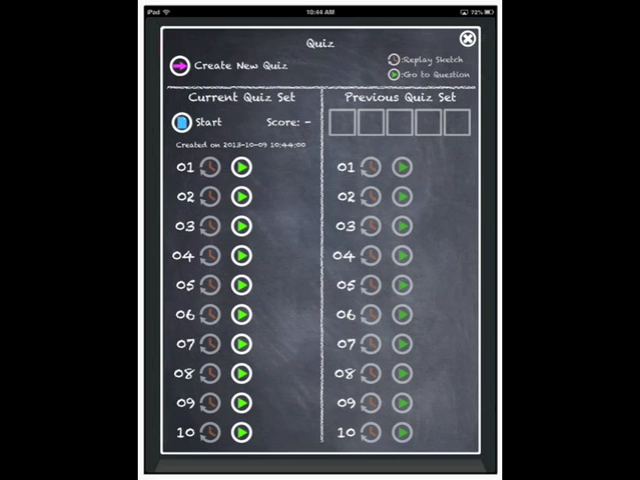 iPad 10:44 AM 72%
Quiz
Create New Quiz
:Replay Sketch
:Go to Question
Current Quiz Set
Start Score: -
Created on 2013-10-09 10:44:00
01
02
03
04
05
06
07
08
09
10
Previous Quiz Set
01
02
03
04
05
06
07
08
09
10